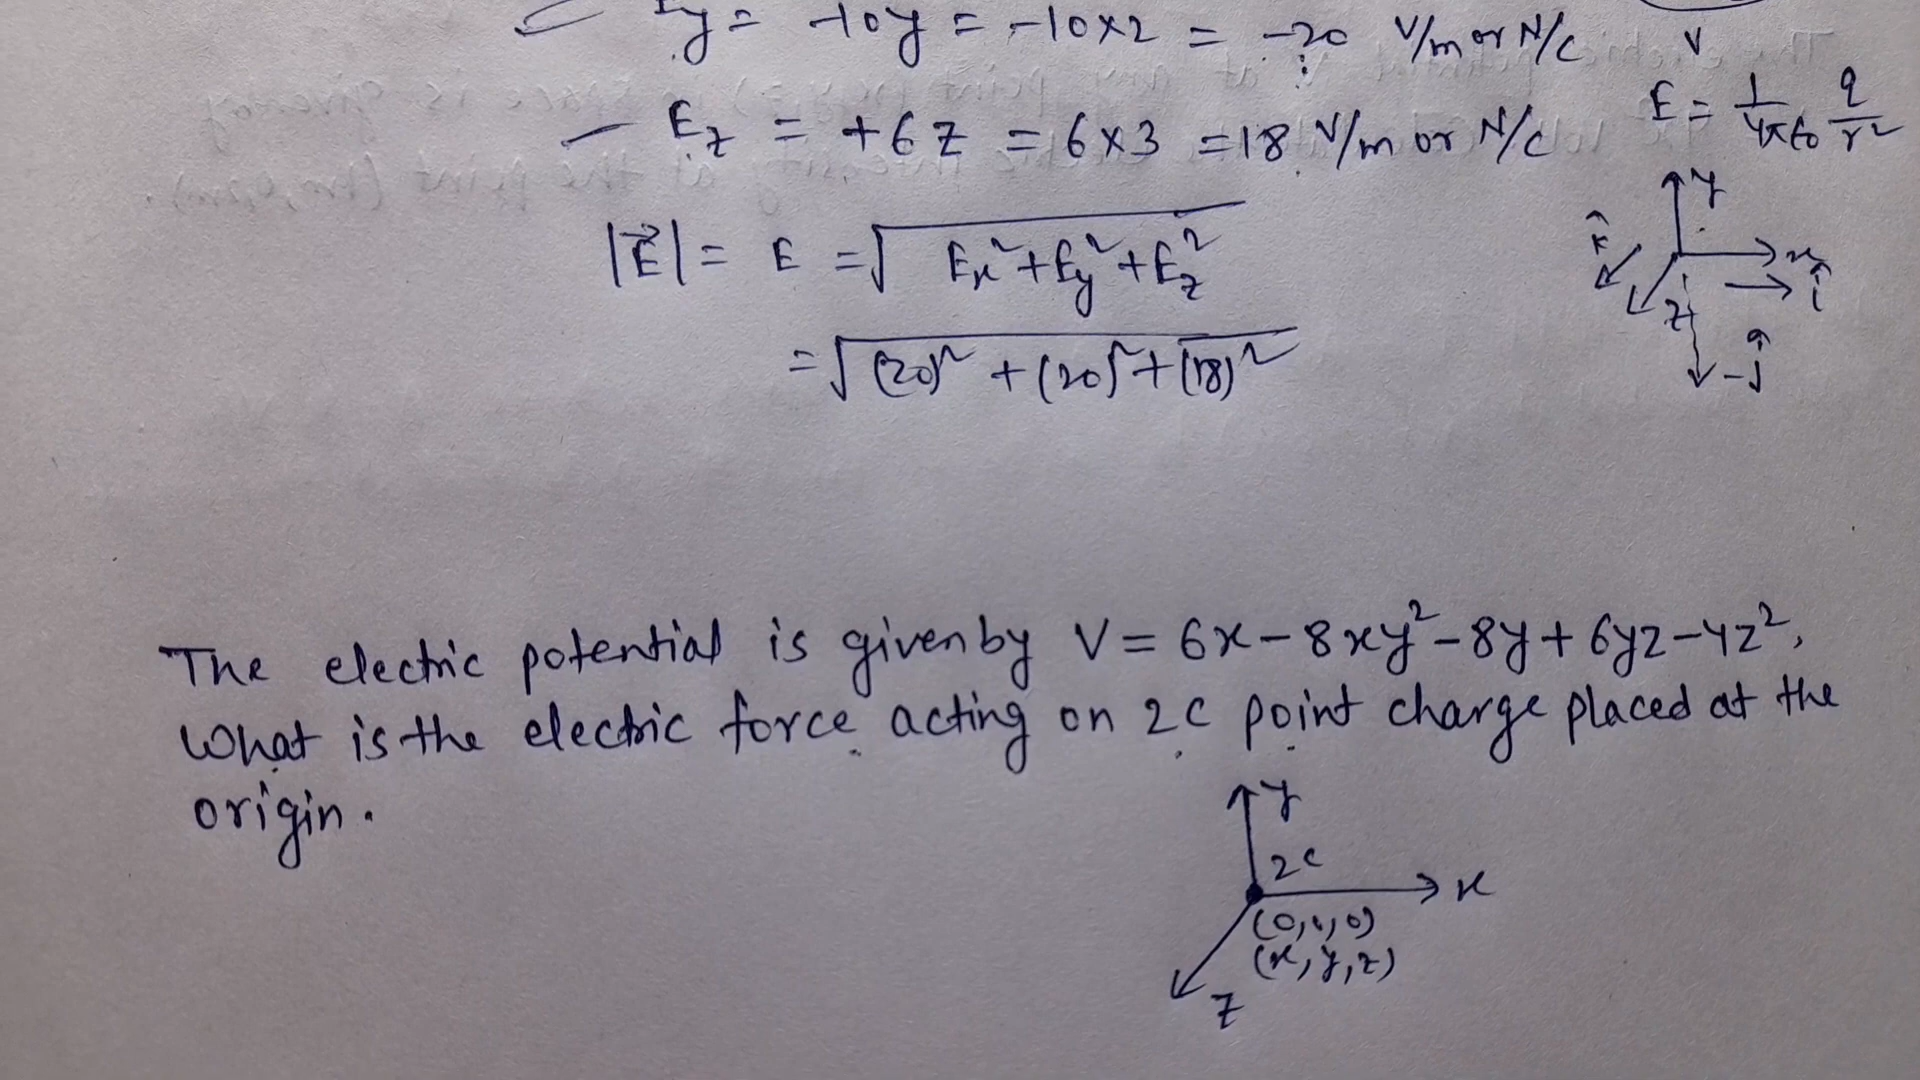 Ey = -10y = -10×2 = -20 V/m or N/C
V
Ez = +6z = 6×3 = 18 V/m or N/C
E = 1/4π∈0 q/r²
|E⃗| = E = √Ex²+Ey²+Ez²
= √(20)² + (20)² + (18)²
y
k̂
x
î
z
-ĵ
The electric potential is given by V = 6x - 8xy² - 8y + 6yz - 4z²,
What is the electric force acting on 2C point charge placed at the
origin.
y
2C
x
(0,0,0)
(x,y,z)
z